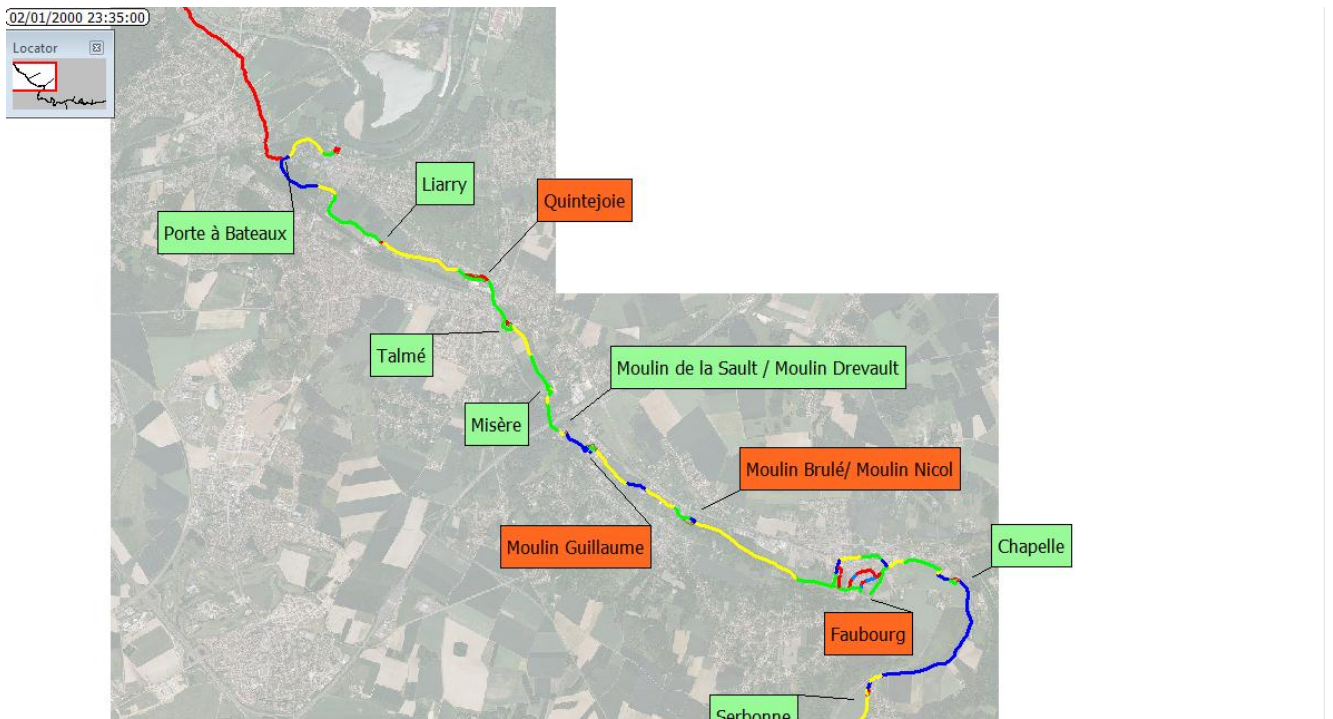 02/01/2000 23:35:00
Locator
Liarry
Quintejoie
Porte à Bateaux
Talmé
Moulin de la Sault / Moulin Drevault
Misère
Moulin Brulé/ Moulin Nicol
Moulin Guillaume
Chapelle
Faubourg
Serbonne